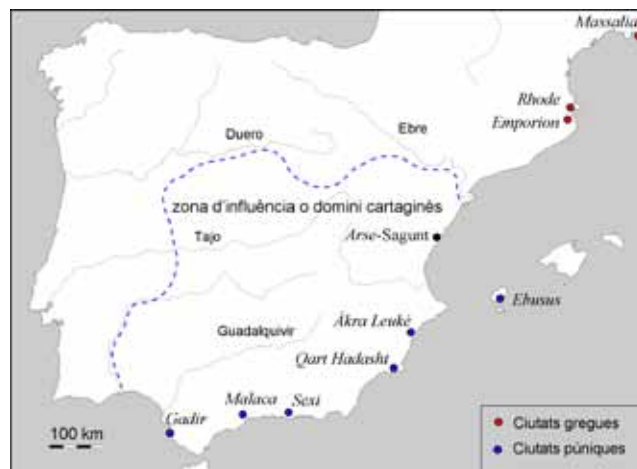 Massalia
Rhode
Emporion
Duero
Ebre
zona d'influència o domini cartaginès
Arse-Sagunt
Tajo
Ebusus
Àkra Leukè
Guadalquivir
Qart Hadasht
Malaca
Sexi
Gadir
100 km
Ciutats gregues
Ciutats púniques